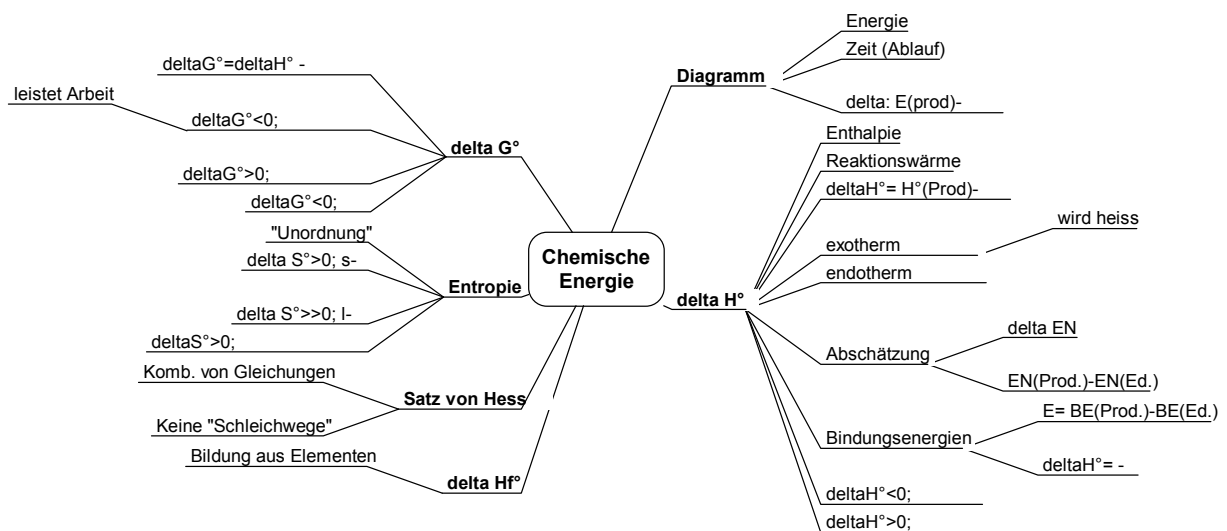 Chemische
Energie
Diagramm
Energie
Zeit (Ablauf)
delta: E(prod)-
delta H°
Enthalpie
Reaktionswärme
deltaH°= H°(Prod)-
exotherm
wird heiss
endotherm
Abschätzung
delta EN
EN(Prod.)-EN(Ed.)
Bindungsenergien
E= BE(Prod.)-BE(Ed.)
deltaH°= -
deltaH°<0;
deltaH°>0;
delta G°
deltaG°=deltaH° -
deltaG°<0;
leistet Arbeit
deltaG°>0;
deltaG°<0;
Entropie
"Unordnung"
delta S°>0; s-
delta S°>>0; l-
deltaS°>0;
Satz von Hess
Komb. von Gleichungen
Keine "Schleichwege"
delta Hf°
Bildung aus Elementen